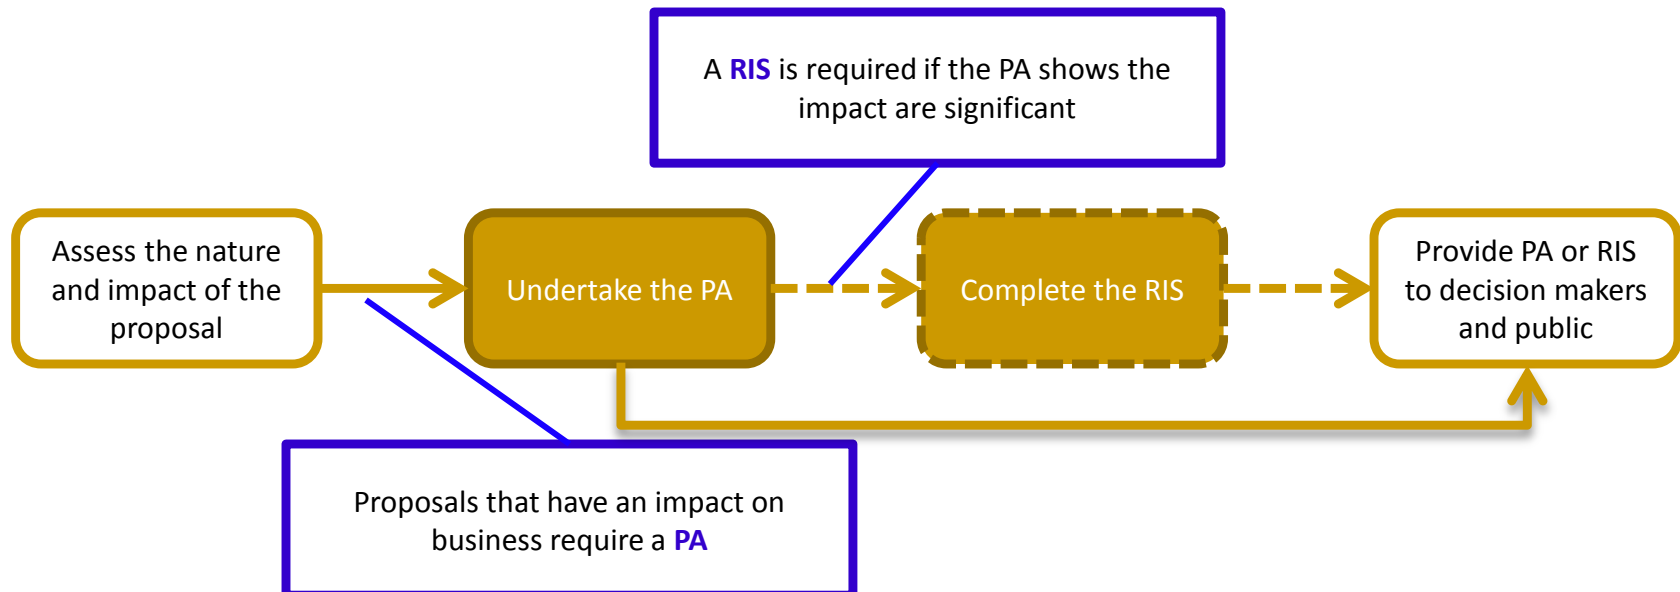 A RIS is required if the PA shows the
impact are significant
Assess the nature
and impact of the
proposal
Undertake the PA
Complete the RIS
Provide PA or RIS
to decision makers
and public
Proposals that have an impact on
business require a PA